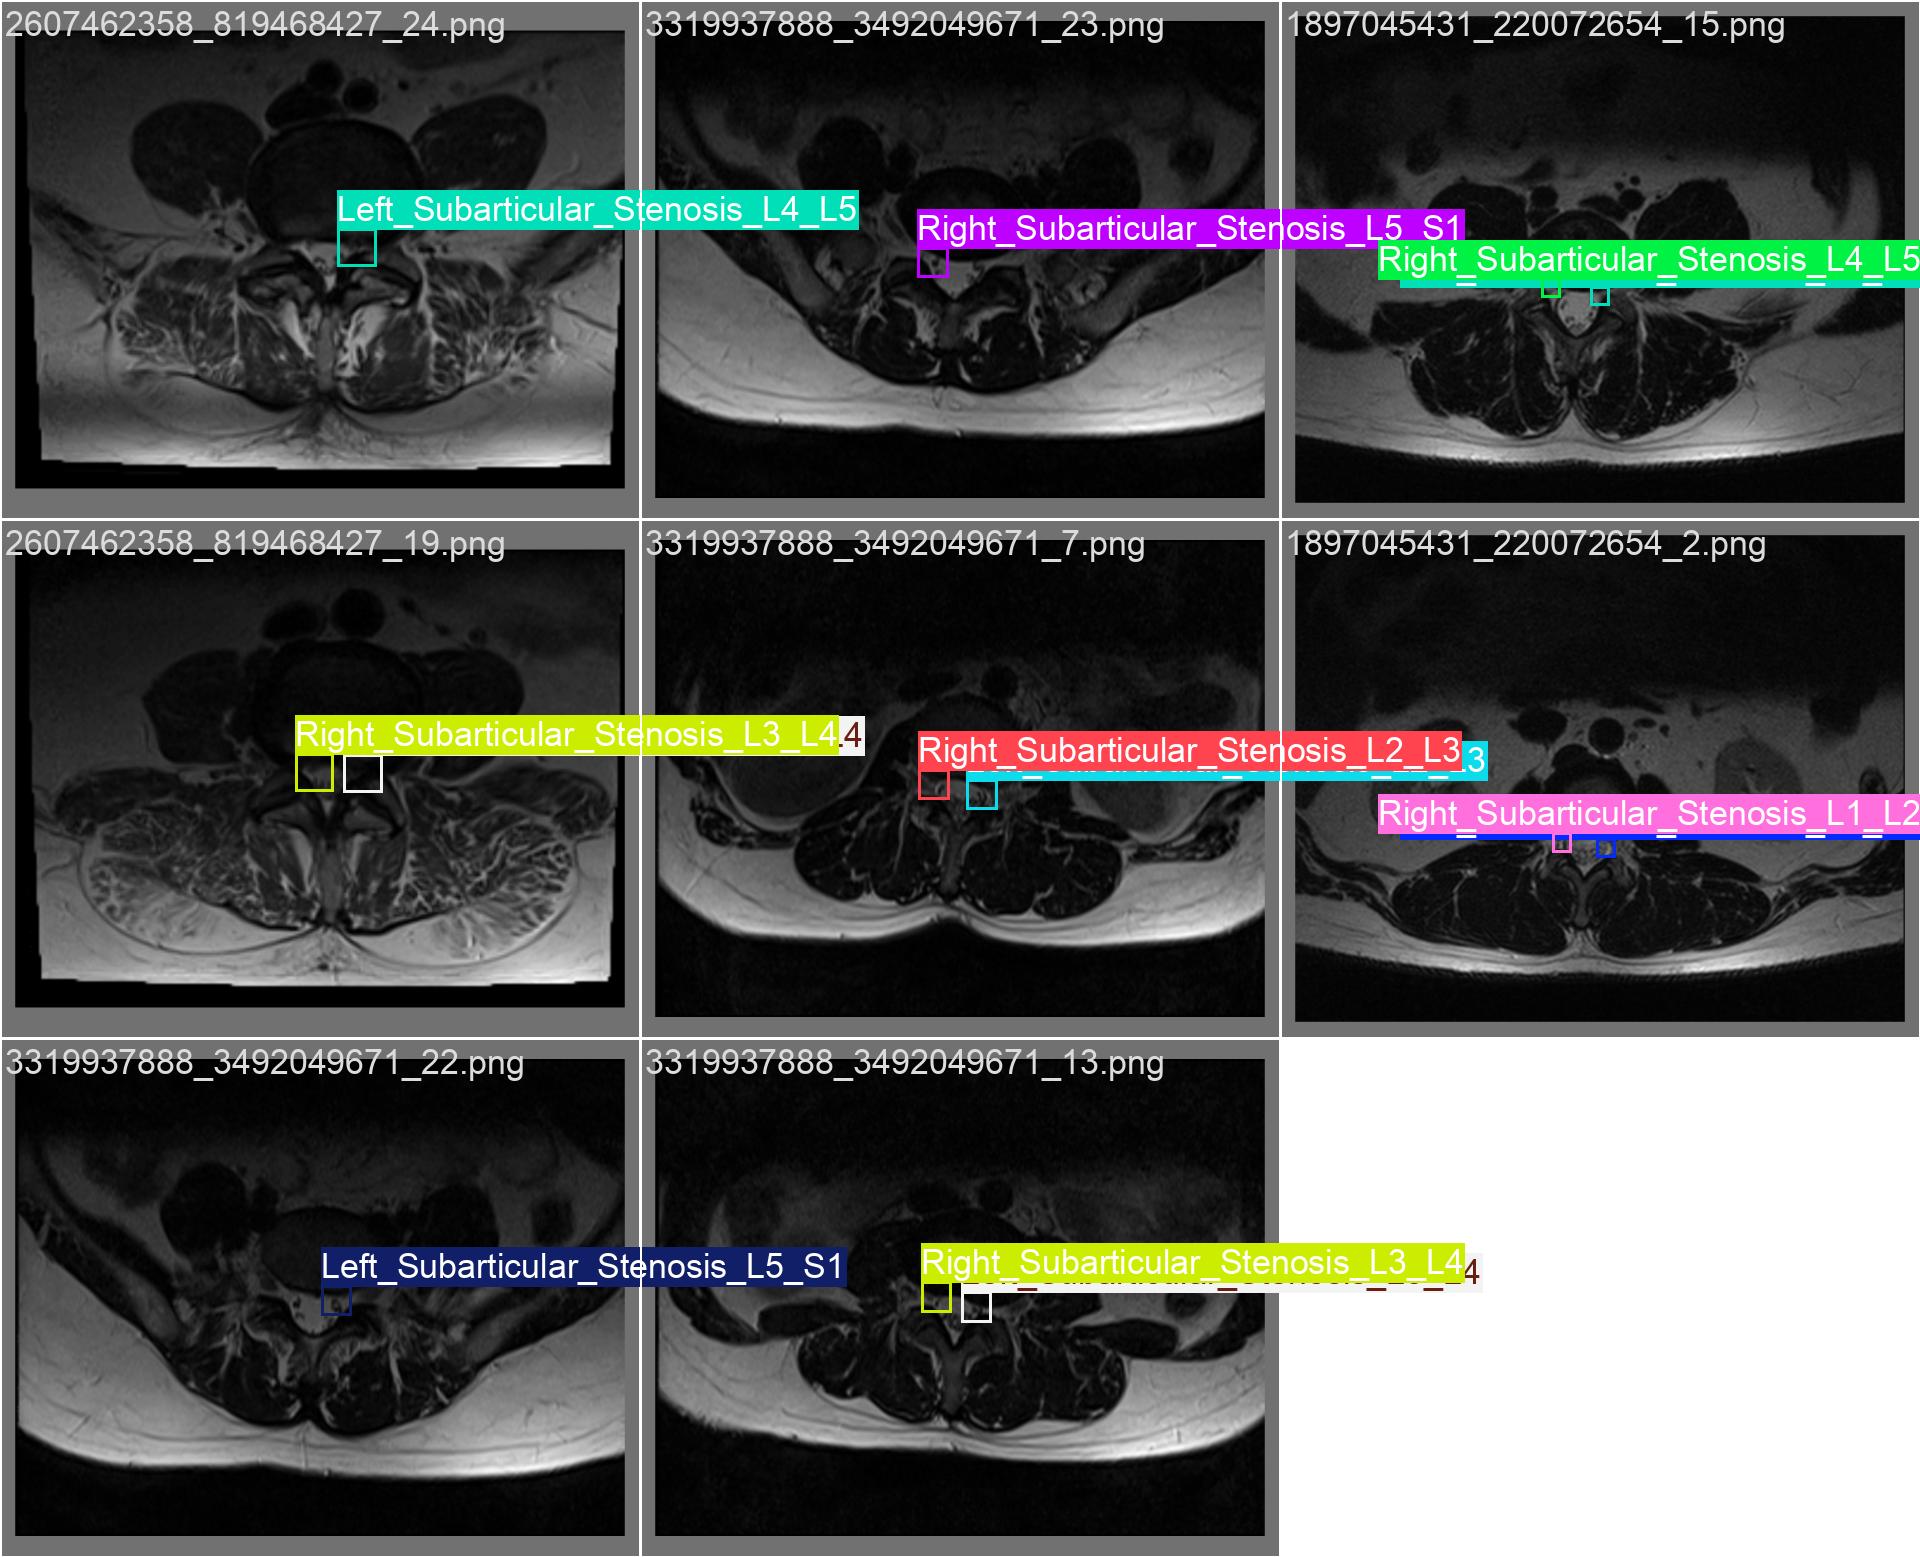 2607462358_819468427_24.png
3319937888_3492049671_23.png
1897045431_220072654_15.png
Left_Subarticular_Stenosis_L4_L5
Right_Subarticular_Stenosis_L5_S1
Right_Subarticular_Stenosis_L4_L5
2607462358_819468427_19.png
3319937888_3492049671_7.png
1897045431_220072654_2.png
Right_Subarticular_Stenosis_L3_L4
Right_Subarticular_Stenosis_L2_L3
Right_Subarticular_Stenosis_L1_L2
3319937888_3492049671_22.png
3319937888_3492049671_13.png
Left_Subarticular_Stenosis_L5_S1
Right_Subarticular_Stenosis_L3_L4